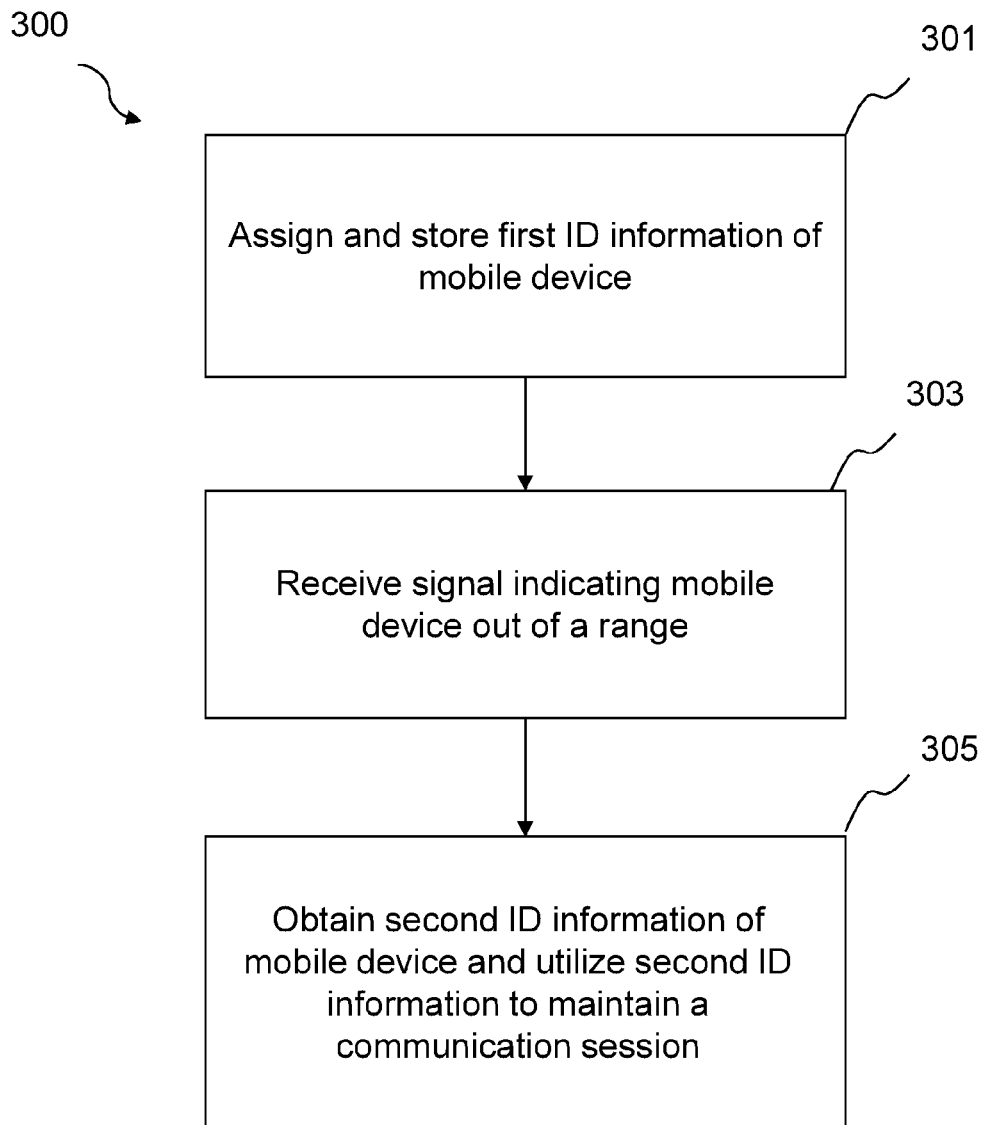 300
301
Assign and store first ID information of
mobile device
303
Receive signal indicating mobile
device out of a range
305
Obtain second ID information of
mobile device and utilize second ID
information to maintain a
communication session